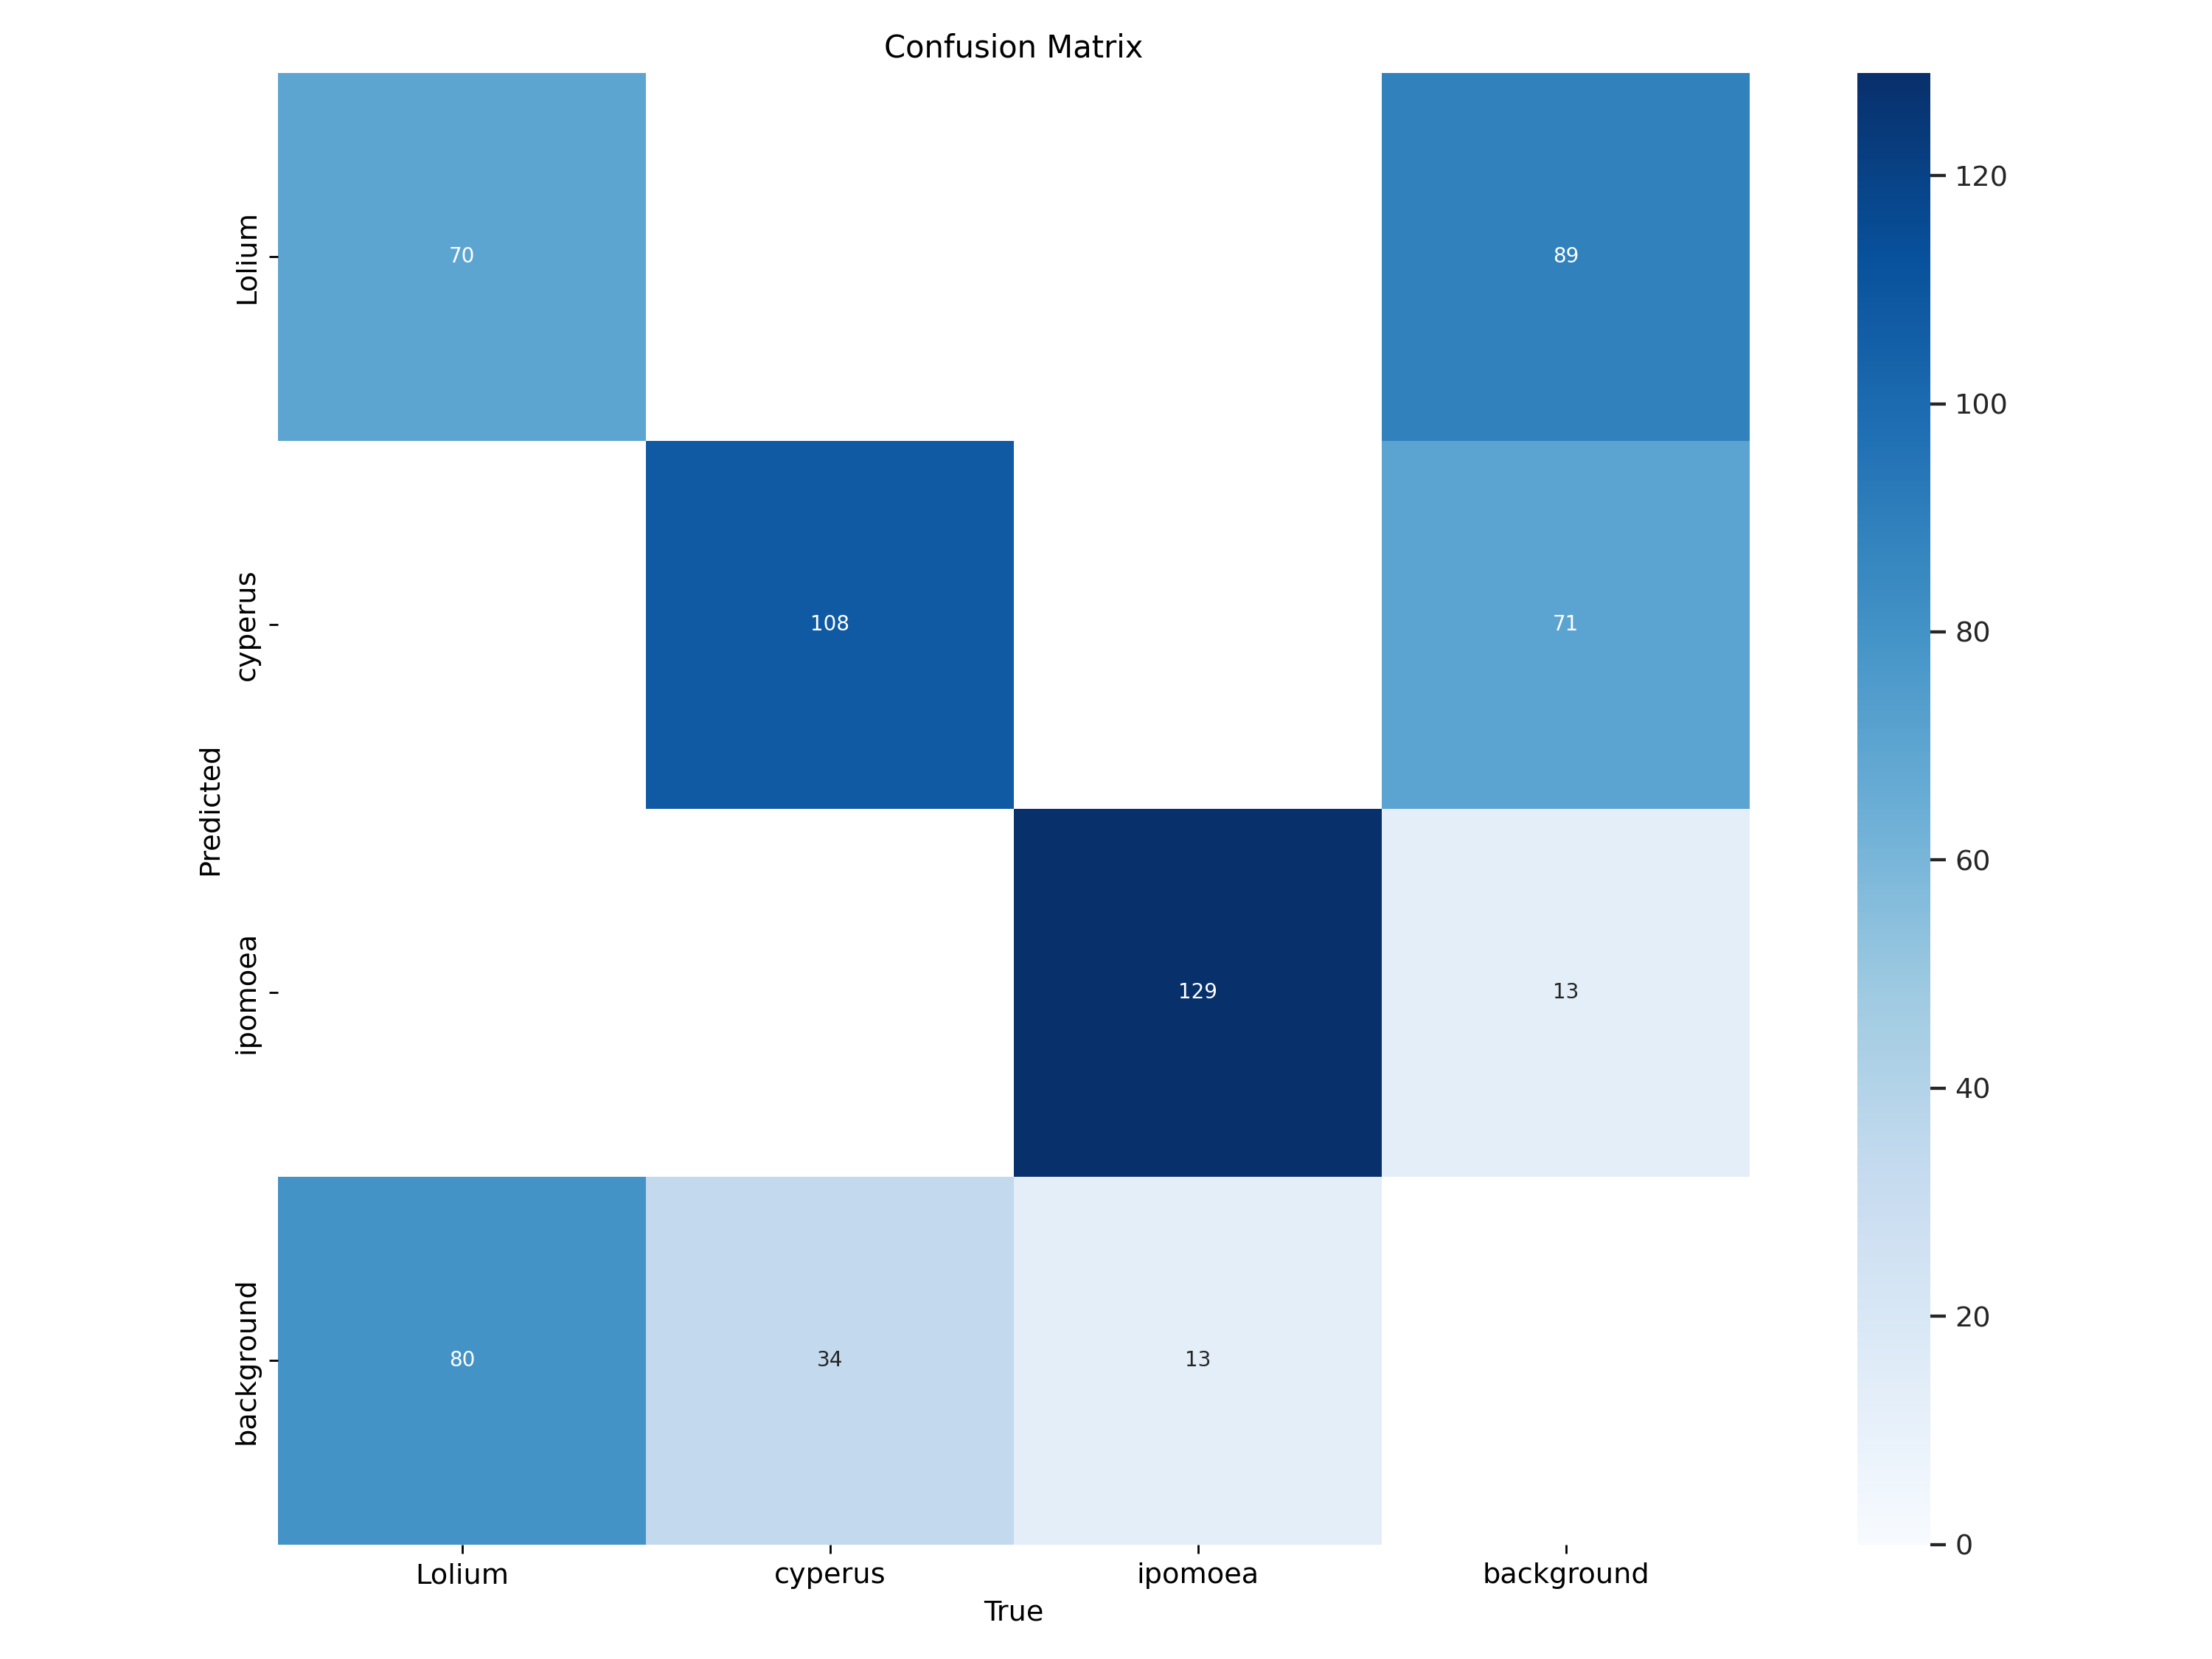 Confusion Matrix
Lolium
70
89
120
100
cyperus
108
71
80
Predicted
60
ipomoea
129
13
40
background
80
34
13
20
0
Lolium
cyperus
ipomoea
background
True